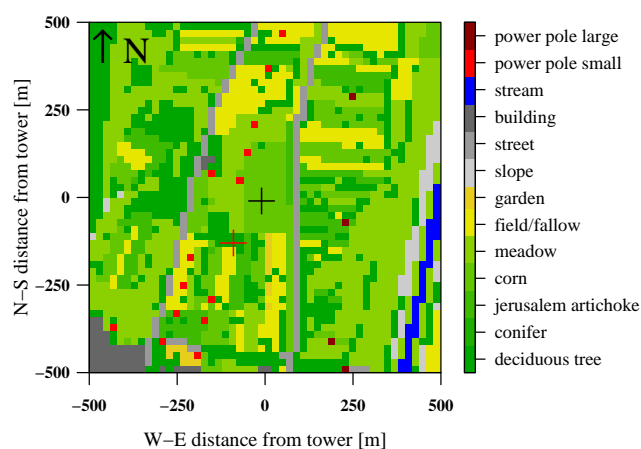 N
N−S distance from tower [m]
500
250
0
−250
−500
−500
−250
0
250
500
W−E distance from tower [m]
power pole large
power pole small
stream
building
street
slope
garden
field/fallow
meadow
corn
jerusalem artichoke
conifer
deciduous tree